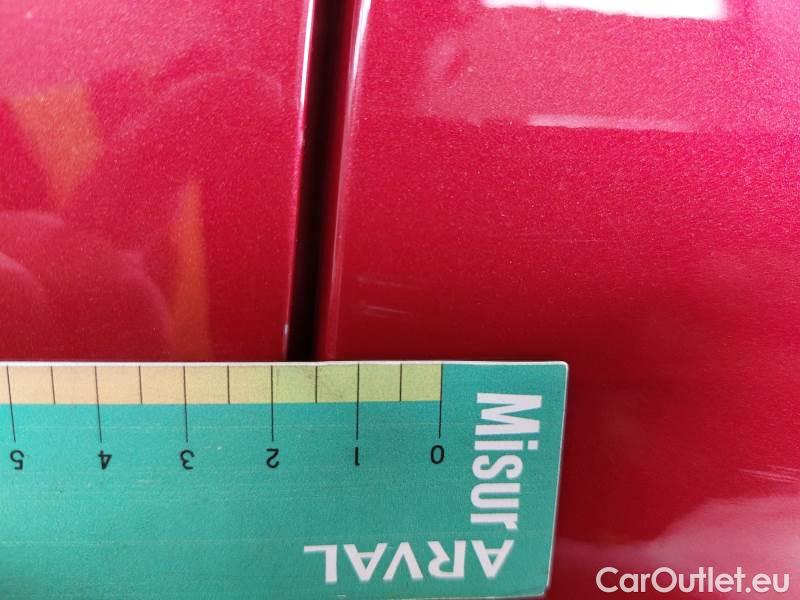 5 4 3 2 1 0
Misur
ARVAL
CarOutlet.eu